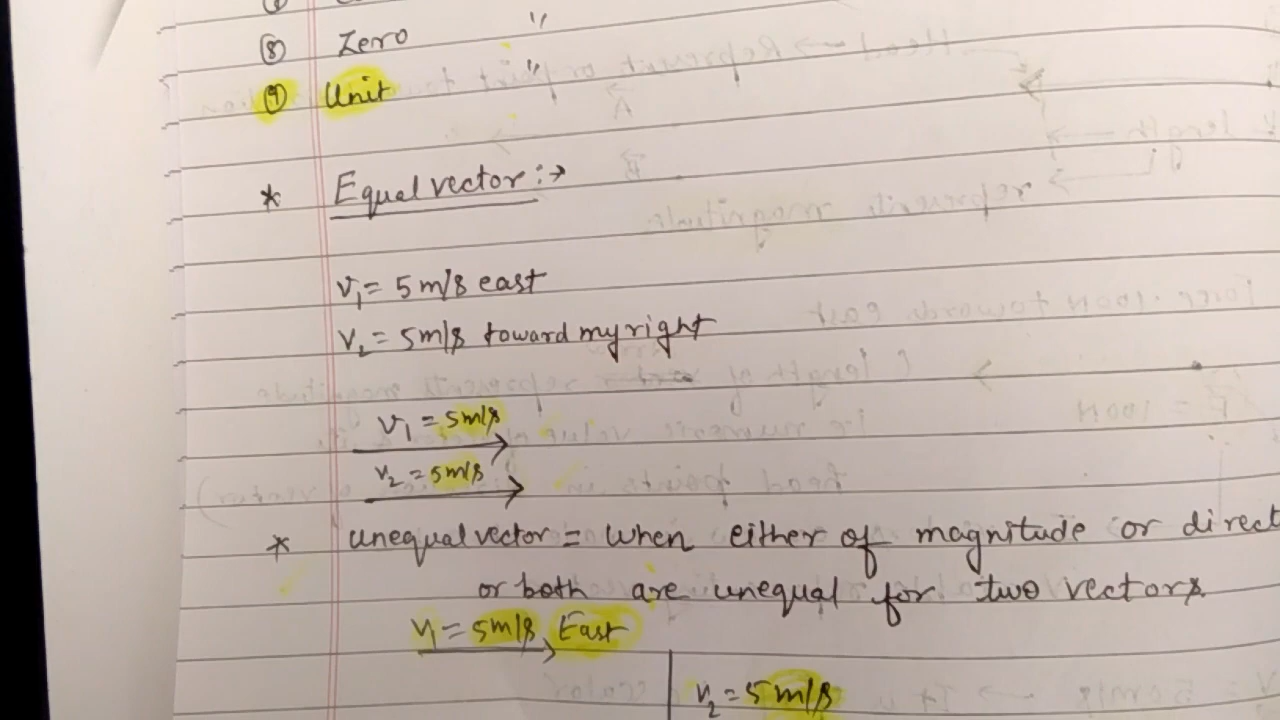 ⑧ Zero "
⑨ Unit "
* Equal vector :→
v₁ = 5 m/s east
v₂ = 5 m/s toward my right
v₁ = 5 m/s
v₂ = 5 m/s
* unequal vector = when either of magnitude or direct
or both are unequal for two vectors
v₁ = 5 m/s East
v₂ = 5 m/s